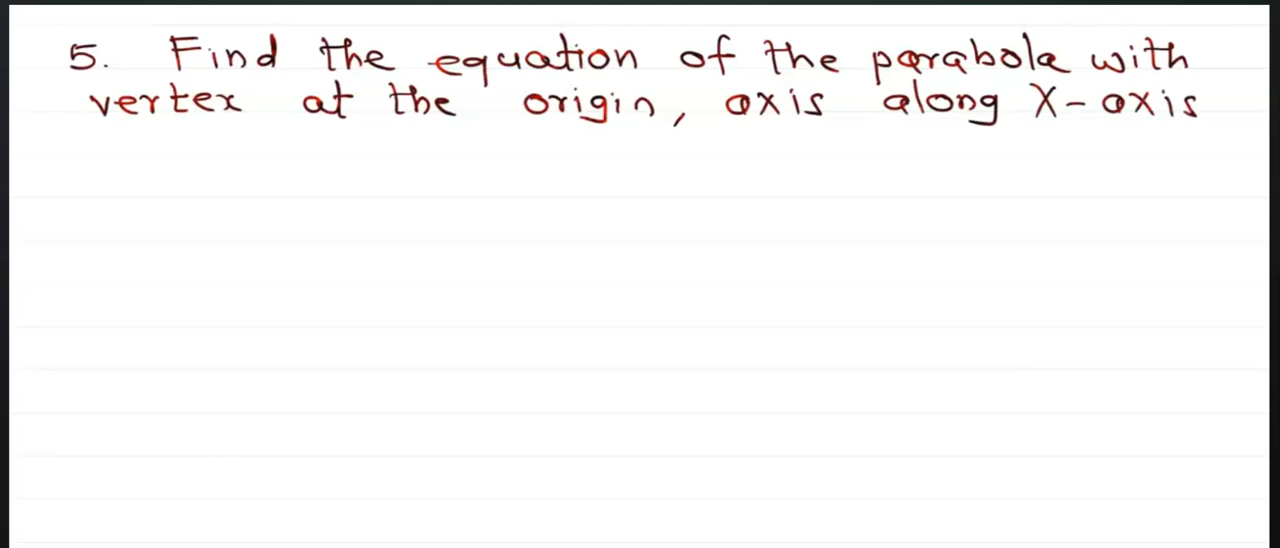 5. Find the equation of the parabola with
vertex at the origin, axis along X-axis